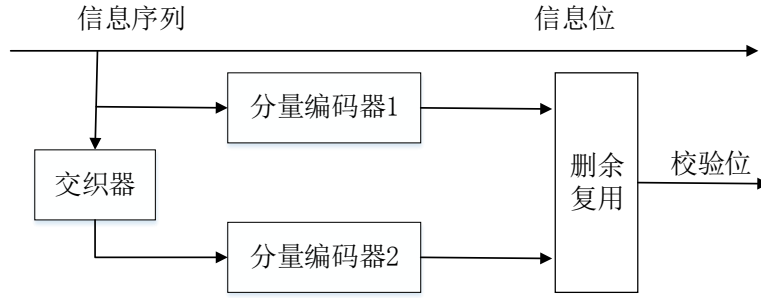 信息序列
信息位
分量编码器1
交织器
删余
复用
校验位
分量编码器2